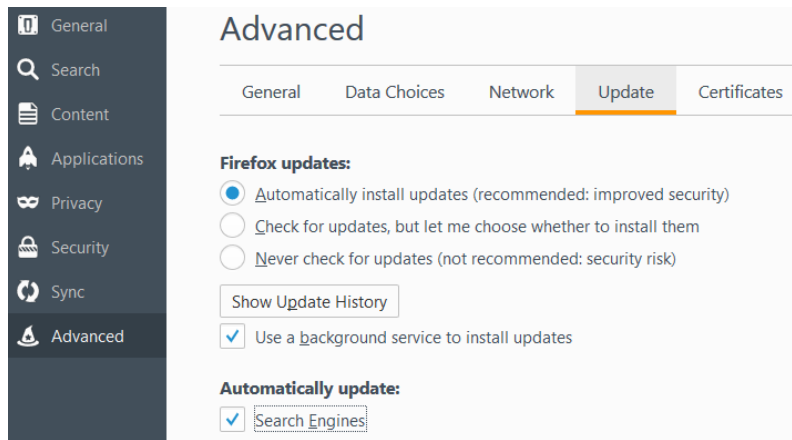 General
Search
Content
Applications
Privacy
Security
Sync
Advanced
Advanced
General Data Choices Network Update Certificates
Firefox updates:
Automatically install updates (recommended: improved security)
Check for updates, but let me choose whether to install them
Never check for updates (not recommended: security risk)
Show Update History
Use a background service to install updates
Automatically update:
Search Engines